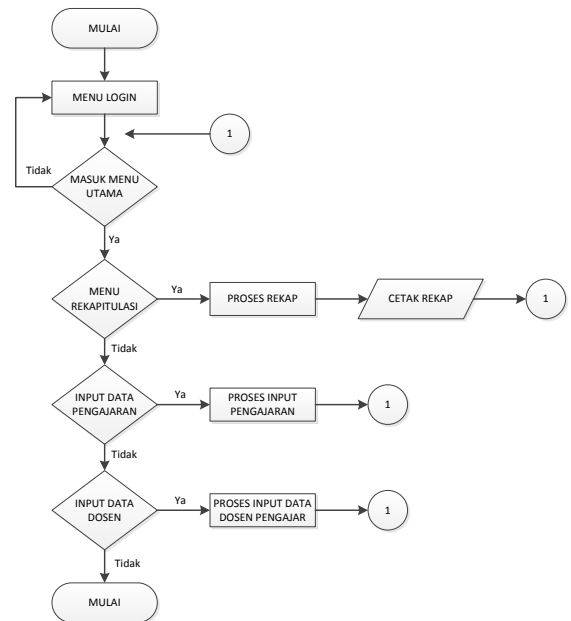 MULAI
MENU LOGIN
1
Tidak
MASUK MENU
UTAMA
Ya
MENU
REKAPITULASI
Ya
PROSES REKAP
CETAK REKAP
1
Tidak
INPUT DATA
PENGAJARAN
Ya
PROSES INPUT
PENGAJARAN
1
Tidak
INPUT DATA
DOSEN
Ya
PROSES INPUT DATA
DOSEN PENGAJAR
1
Tidak
MULAI